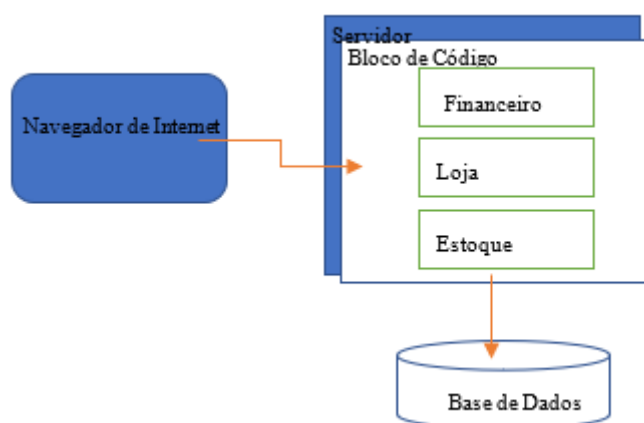 Servidor
Bloco de Código
Financeiro
Navegador de Internet
Loja
Estoque
Base de Dados